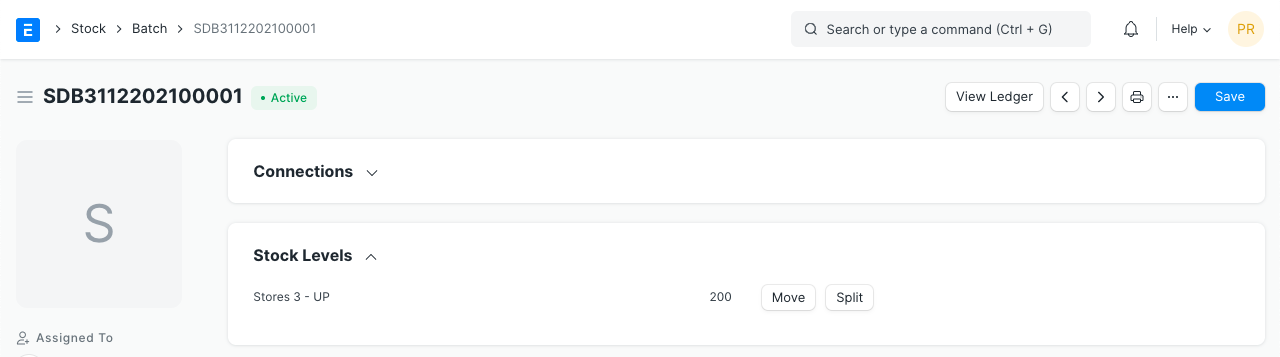 E Stock Batch SDB3112202100001 Search or type a command (Ctrl + G) Help PR
SDB3112202100001 Active View Ledger ... Save
S
Connections
Stock Levels
Stores 3 - UP 200 Move Split
Assigned To